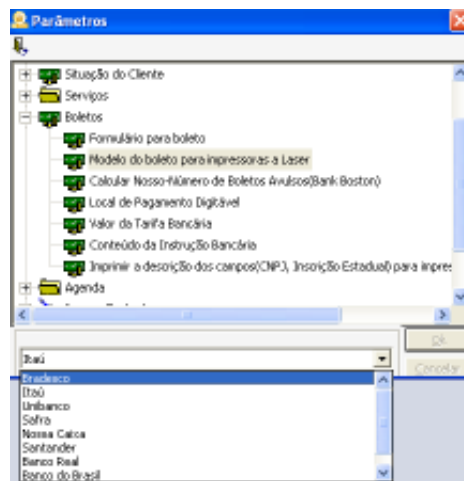 Parâmetros
Situação do Cliente
Serviços
Boletos
Formulário para boleto
Modelo do boleto para impressoras a Laser
Calcular Nosso-Número de Boletos Avulsos(Bank Boston)
Local de Pagamento Digitável
Valor da Tarifa Bancária
Conteúdo da Instrução Bancária
Imprimir a descrição dos campos(CNPJ, Inscrição Estadual) para impres
Agenda
Ok
Itaú
Cancelar
Bradesco
Itaú
Unibanco
Safra
Nossa Caixa
Santander
Banco Real
Banco do Brasil